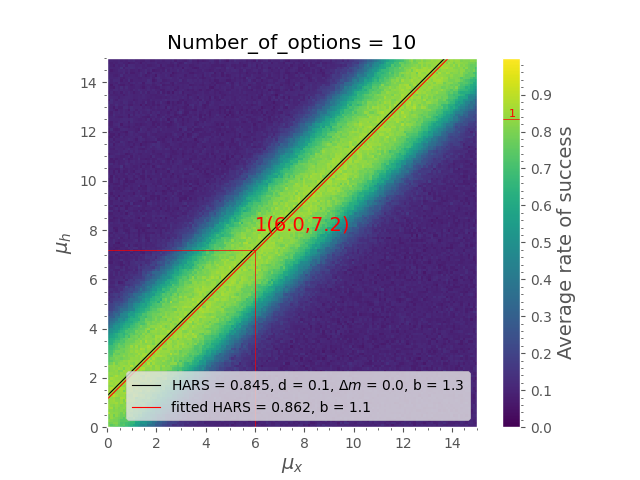 Number_of_options = 10
14
12
10
8
6
4
2
0
μh
1(6.0,7.2)
HARS = 0.845, d = 0.1, Δm = 0.0, b = 1.3
fitted HARS = 0.862, b = 1.1
0 2 4 6 8 10 12 14
μx
1
0.9
0.8
0.7
0.6
0.5
0.4
0.3
0.2
0.1
0.0
Average rate of success